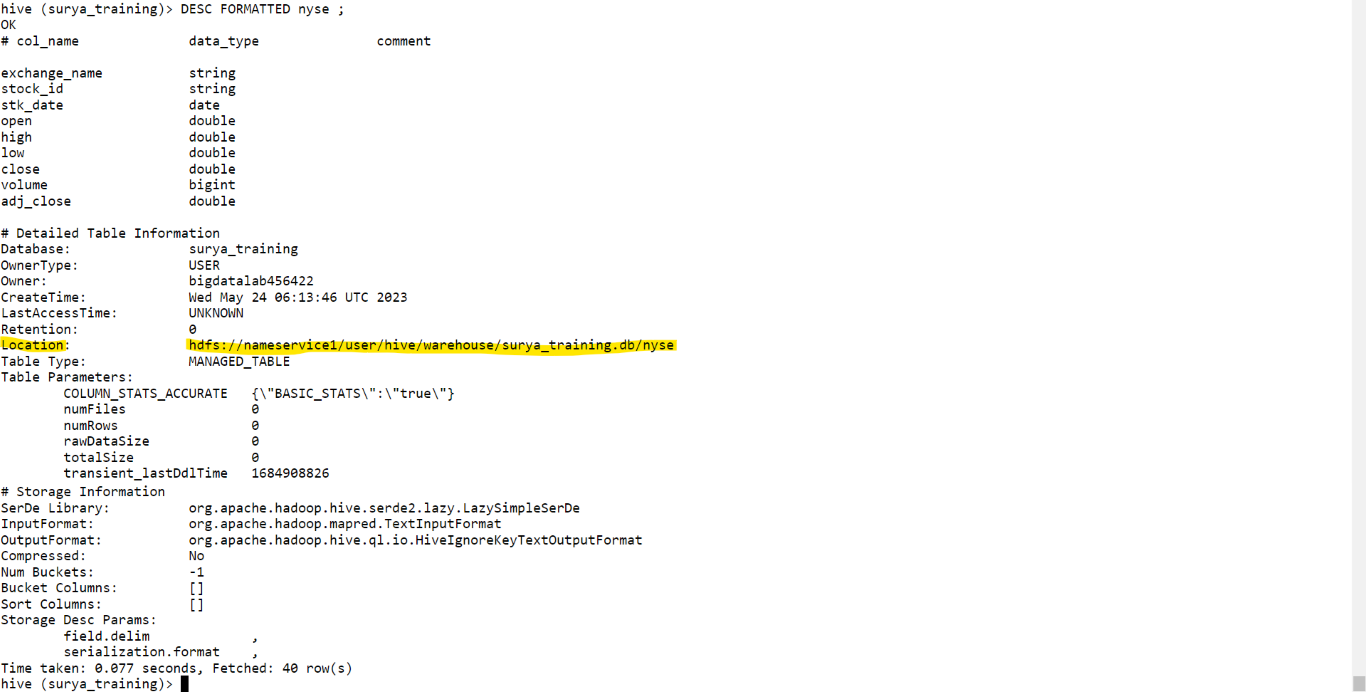 hive (surya_training)> DESC FORMATTED nyse ;
OK
# col_name data_type comment
exchange_name string
stock_id string
stk_date date
open double
high double
low double
close double
volume bigint
adj_close double
# Detailed Table Information
Database: surya_training
OwnerType: USER
Owner: bigdatalab456422
CreateTime: Wed May 24 06:13:46 UTC 2023
LastAccessTime: UNKNOWN
Retention: 0
Location: hdfs://nameservice1/user/hive/warehouse/surya_training.db/nyse
Table Type: MANAGED_TABLE
Table Parameters:
COLUMN_STATS_ACCURATE {\"BASIC_STATS\":\"true\"}
numFiles 0
numRows 0
rawDataSize 0
totalSize 0
transient_lastDdlTime 1684908826
# Storage Information
SerDe Library: org.apache.hadoop.hive.serde2.lazy.LazySimpleSerDe
InputFormat: org.apache.hadoop.mapred.TextInputFormat
OutputFormat: org.apache.hadoop.hive.ql.io.HiveIgnoreKeyTextOutputFormat
Compressed: No
Num Buckets: -1
Bucket Columns: []
Sort Columns: []
Storage Desc Params:
field.delim ,
serialization.format ,
Time taken: 0.077 seconds, Fetched: 40 row(s)
hive (surya_training)>